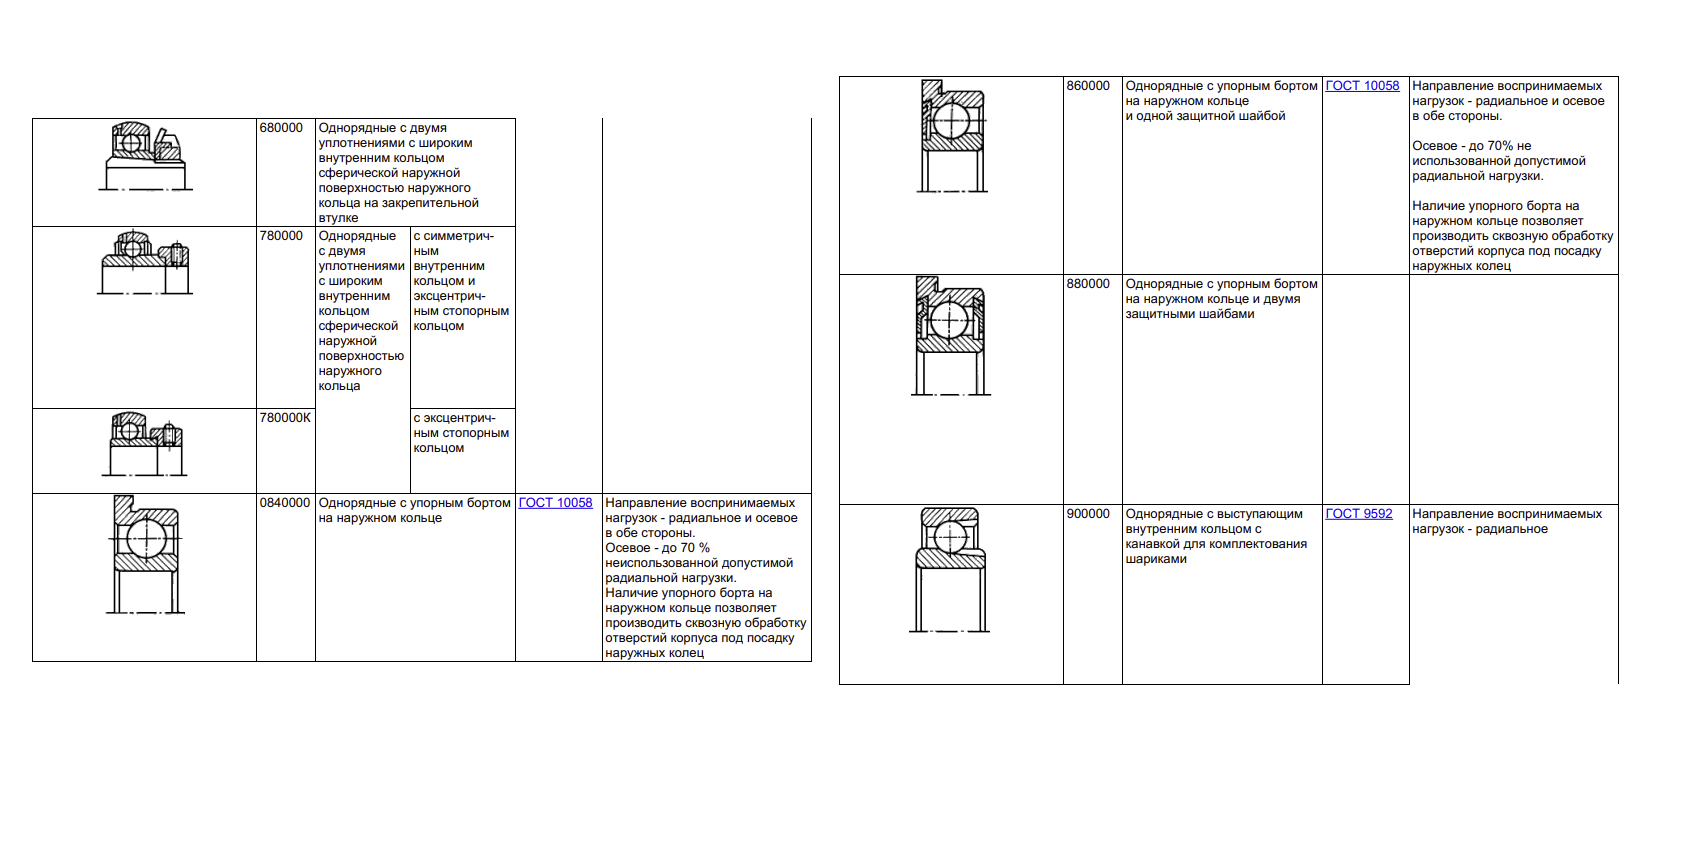 680000
Однорядные с двумя
уплотнениями с широким
внутренним кольцом
сферической наружной
поверхностью наружного
кольца на закрепительной
втулке
780000
Однорядные
с двумя
уплотнениями
с широким
внутренним
кольцом
сферической
наружной
поверхностью
наружного
кольца
с симметрич-
ным
внутренним
кольцом и
эксцентрич-
ным стопорным
кольцом
780000К
с эксцентрич-
ным стопорным
кольцом
0840000
Однорядные с упорным бортом
на наружном кольце
ГОСТ 10058
Направление воспринимаемых
нагрузок - радиальное и осевое
в обе стороны.
Осевое - до 70 %
неиспользованной допустимой
радиальной нагрузки.
Наличие упорного борта на
наружном кольце позволяет
производить сквозную обработку
отверстий корпуса под посадку
наружных колец
860000
Однорядные с упорным бортом
на наружном кольце
и одной защитной шайбой
ГОСТ 10058
Направление воспринимаемых
нагрузок - радиальное и осевое
в обе стороны.
Осевое - до 70% не
использованной допустимой
радиальной нагрузки.
Наличие упорного борта на
наружном кольце позволяет
производить сквозную обработку
отверстий корпуса под посадку
наружных колец
880000
Однорядные с упорным бортом
на наружном кольце и двумя
защитными шайбами
900000
Однорядные с выступающим
внутренним кольцом с
канавкой для комплектования
шариками
ГОСТ 9592
Направление воспринимаемых
нагрузок - радиальное